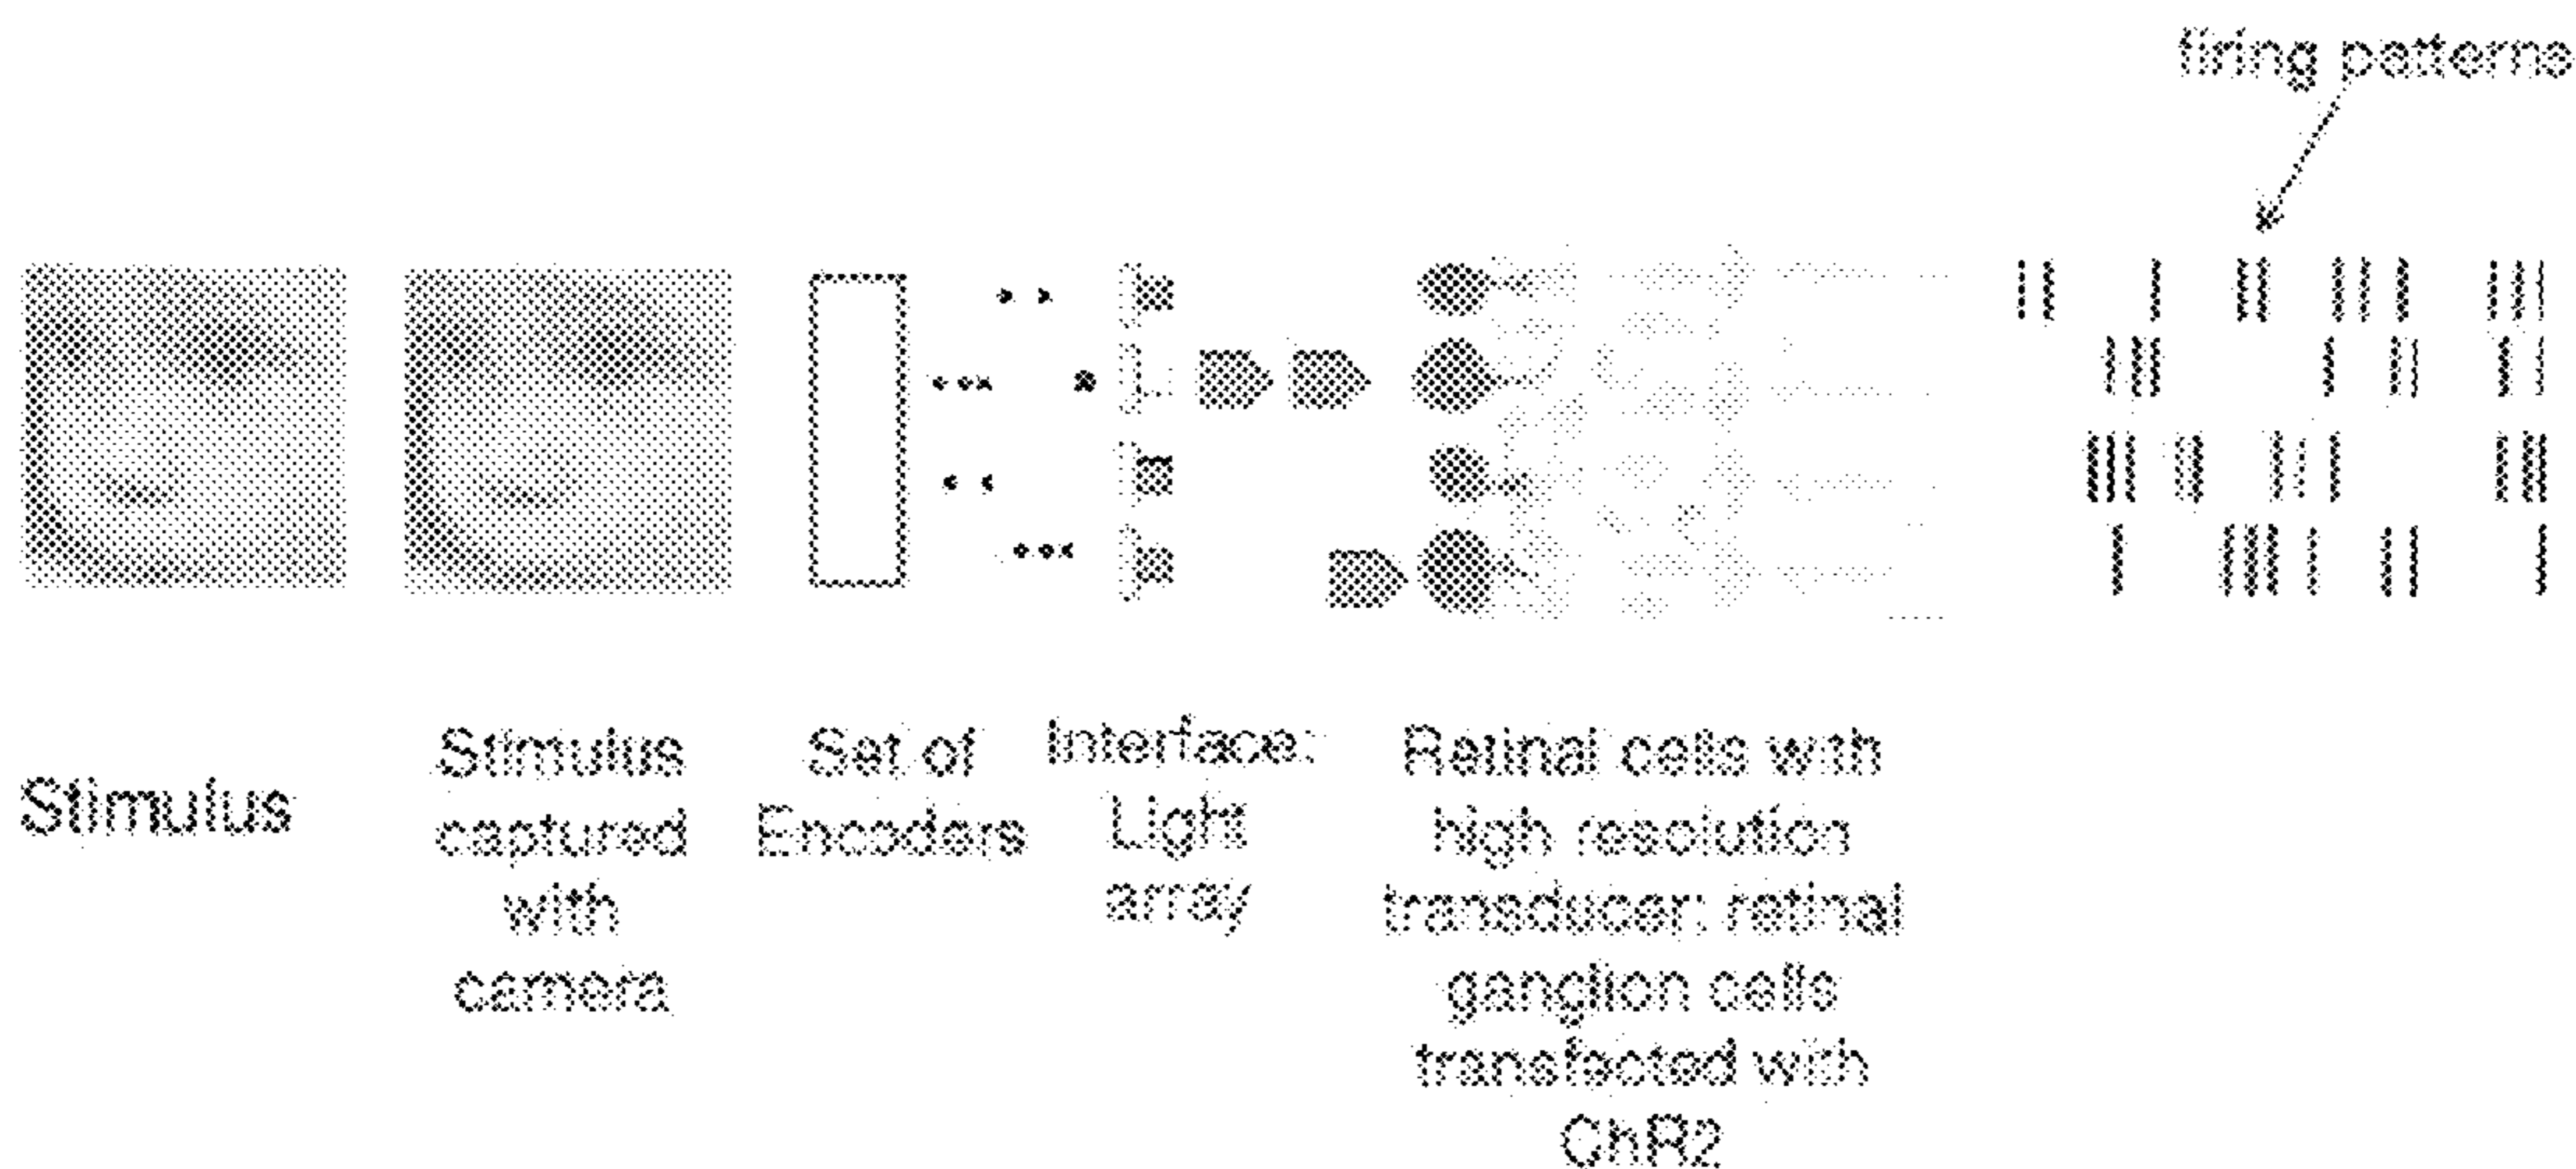 firing patterns
Stimulus
Stimulus
captured
with
camera
Set of
Encoders
Interface:
Light
array
Retinal cells with
high resolution
transducer: retinal
ganglion cells
transfected with
ChR2